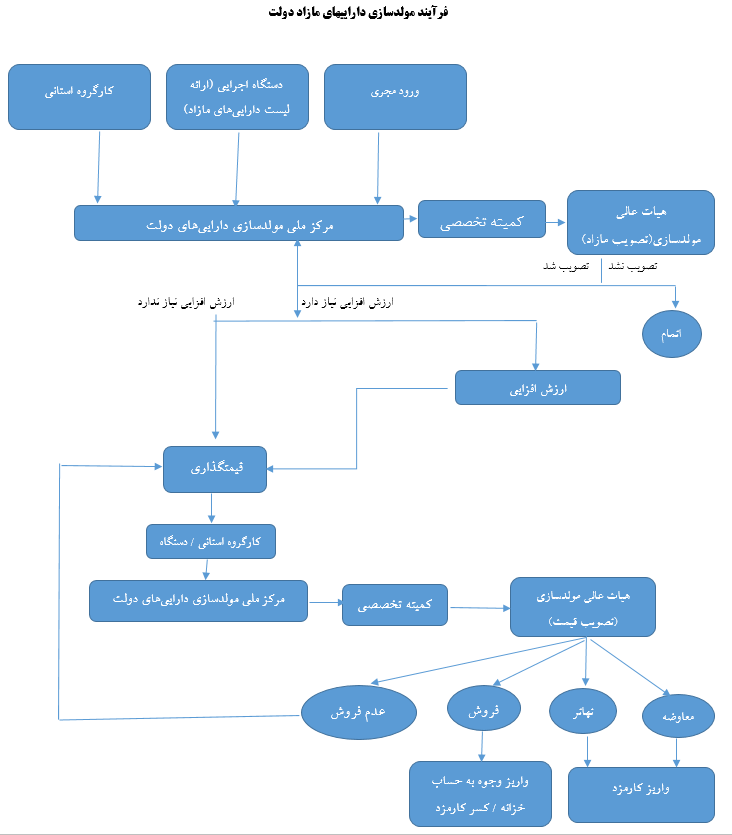 فرآیند مولدسازی داراییهای مازاد دولت
ورود مجری
دستگاه اجرایی (ارائه
لیست دارایی‌های مازاد)
کارگروه استانی
مرکز ملی مولدسازی دارایی‌های دولت
کمیته تخصصی
هیات عالی
مولدسازی(تصویب مازاد)
تصویب نشد
تصویب شد
اتمام
ارزش افزایی نیاز دارد
ارزش افزایی نیاز ندارد
ارزش افزایی
قیمتگذاری
کارگروه استانی / دستگاه
مرکز ملی مولدسازی دارایی‌های دولت
کمیته تخصصی
هیات عالی مولدسازی
(تصویب قیمت)
معاوضه
تهاتر
فروش
عدم فروش
واریز کارمزد
واریز وجوه به حساب
خزانه / کسر کارمزد